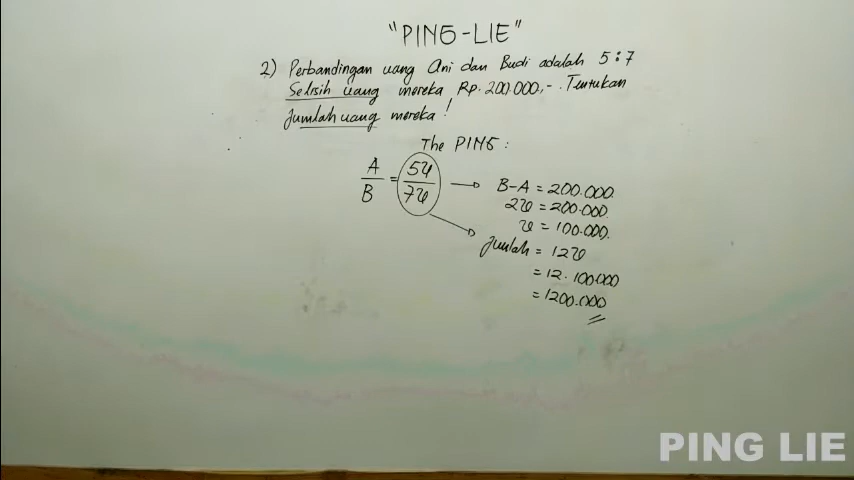 "PING-LIE"
2) Perbandingan uang Ani dan Budi adalah 5:7
Selisih uang mereka Rp. 200.000,- . Tentukan
Jumlah uang mereka!
The PING :
A/B = 5u/7u → B-A = 200.000
2u = 200.000
u = 100.000
Jumlah = 12u
= 12. 100.000
= 1200.000
PING LIE